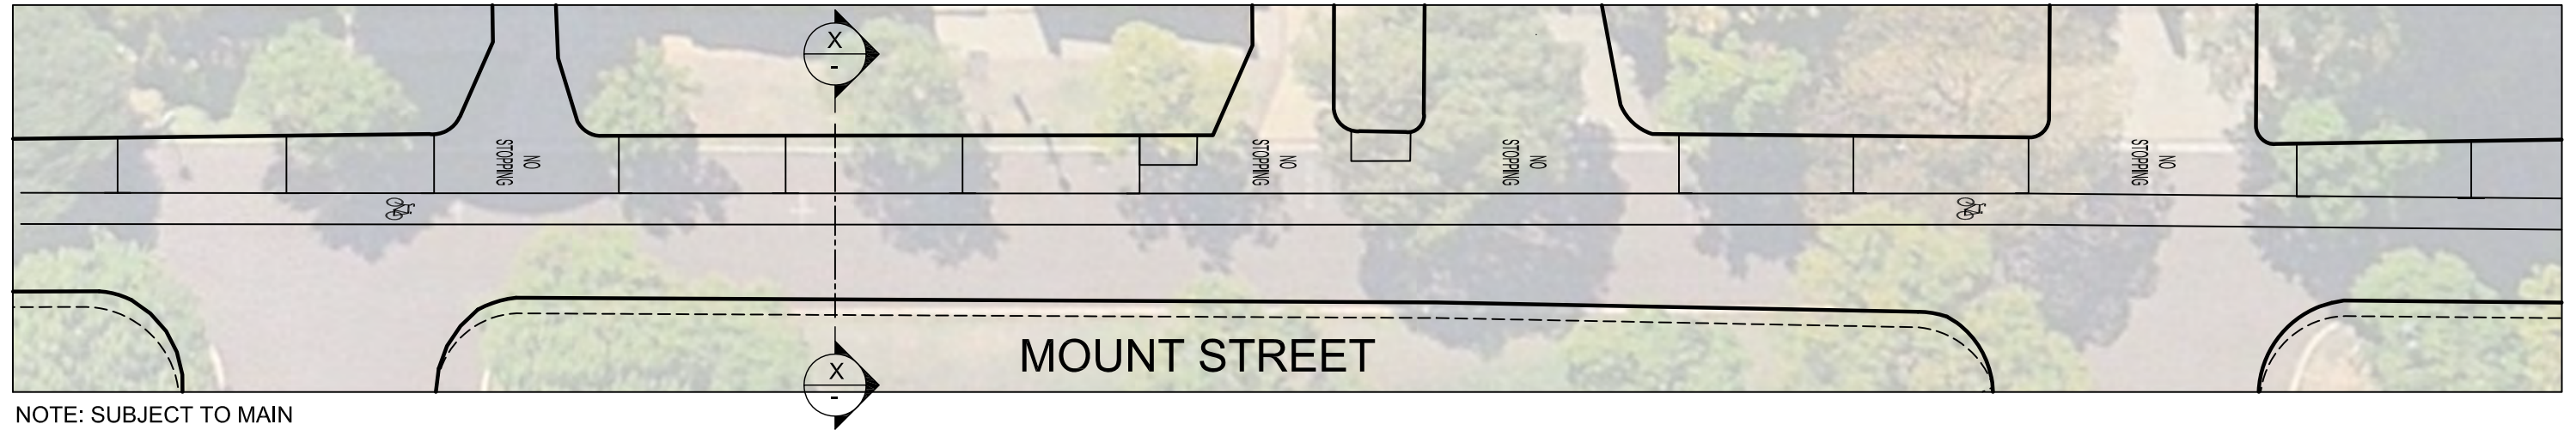 X
-
NO
STOPPING
NO
STOPPING
NO
STOPPING
NO
STOPPING
MOUNT STREET
X
-
NOTE: SUBJECT TO MAIN